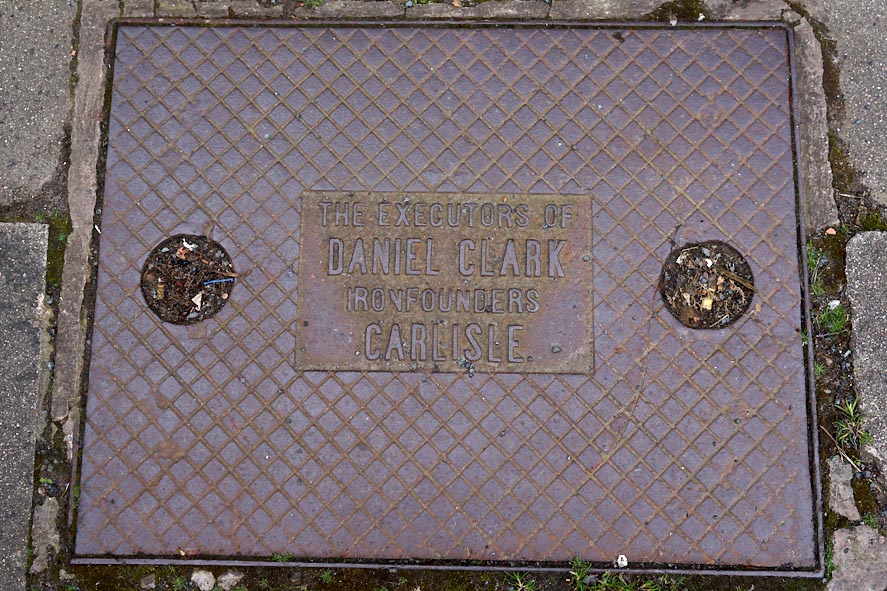 THE EXECUTORS OF
DANIEL CLARK
IRONFOUNDERS
CARLISLE.